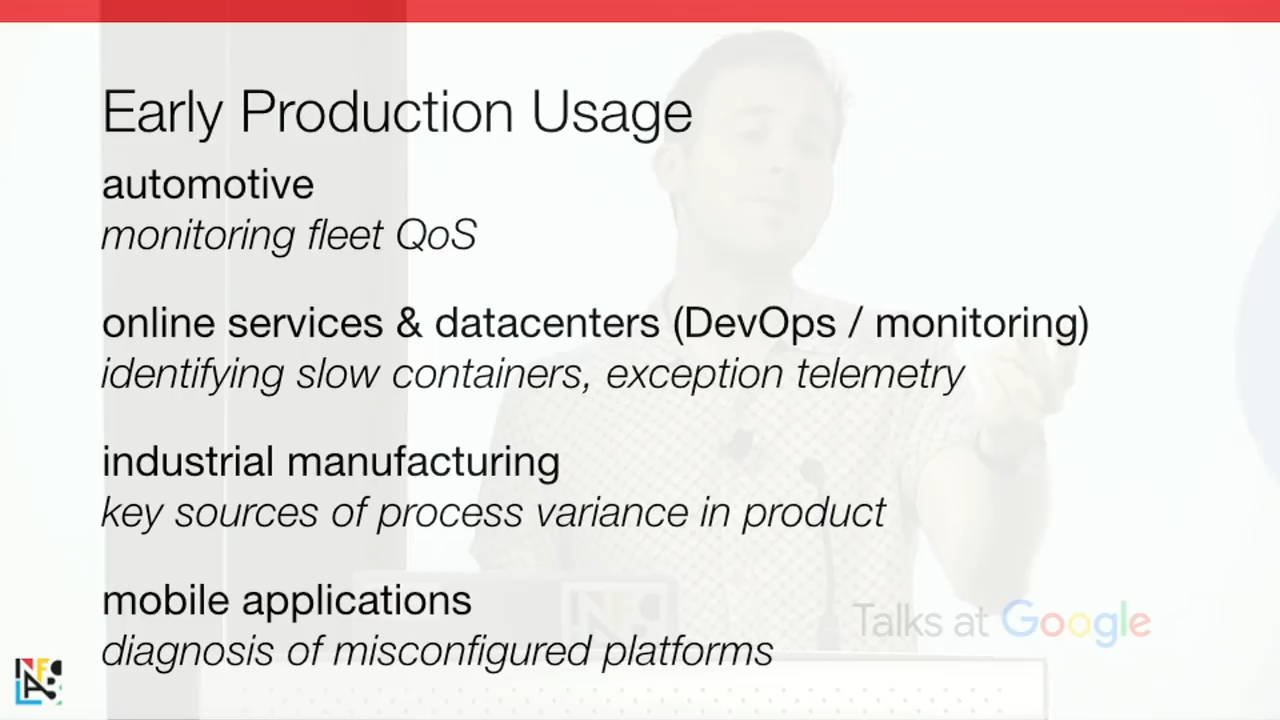 Early Production Usage
automotive
monitoring fleet QoS
online services & datacenters (DevOps / monitoring)
identifying slow containers, exception telemetry
industrial manufacturing
key sources of process variance in product
mobile applications
diagnosis of misconfigured platforms
Talks at Google